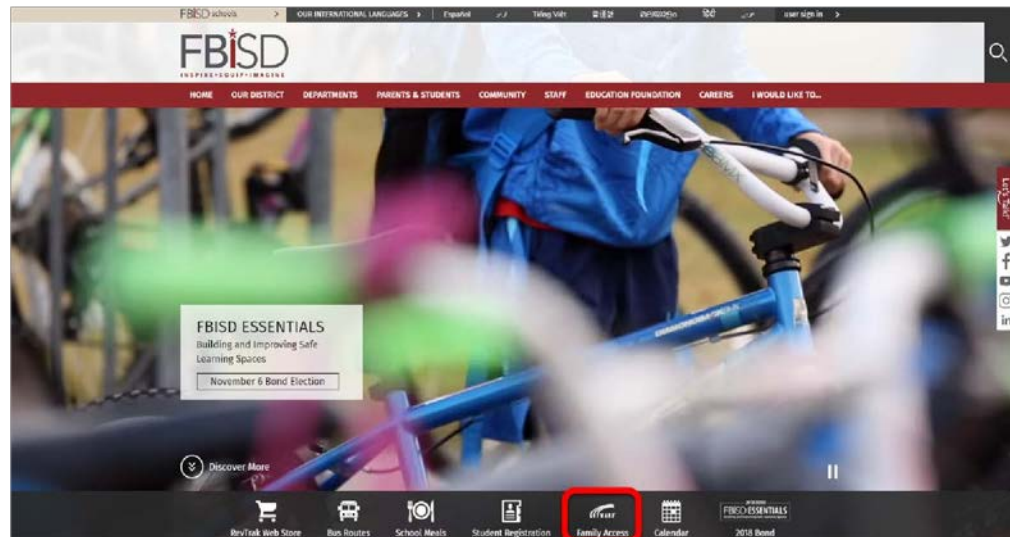 FBISD schools >
OUR INTERNATIONAL LANGUAGES > | Español
Tiếng Việt
user sign in >
FBISD
INSPIRE•EQUIP•IMAGINE
HOME OUR DISTRICT DEPARTMENTS PARENTS & STUDENTS COMMUNITY STAFF EDUCATION FOUNDATION CAREERS I WOULD LIKE TO...
Let's Talk!
FBISD ESSENTIALS
Building and Improving Safe
Learning Spaces
November 6 Bond Election
Discover More
FBISD ESSENTIALS
RevTrak Web Store Bus Routes School Meals Student Registration Family Access Calendar 2018 Bond